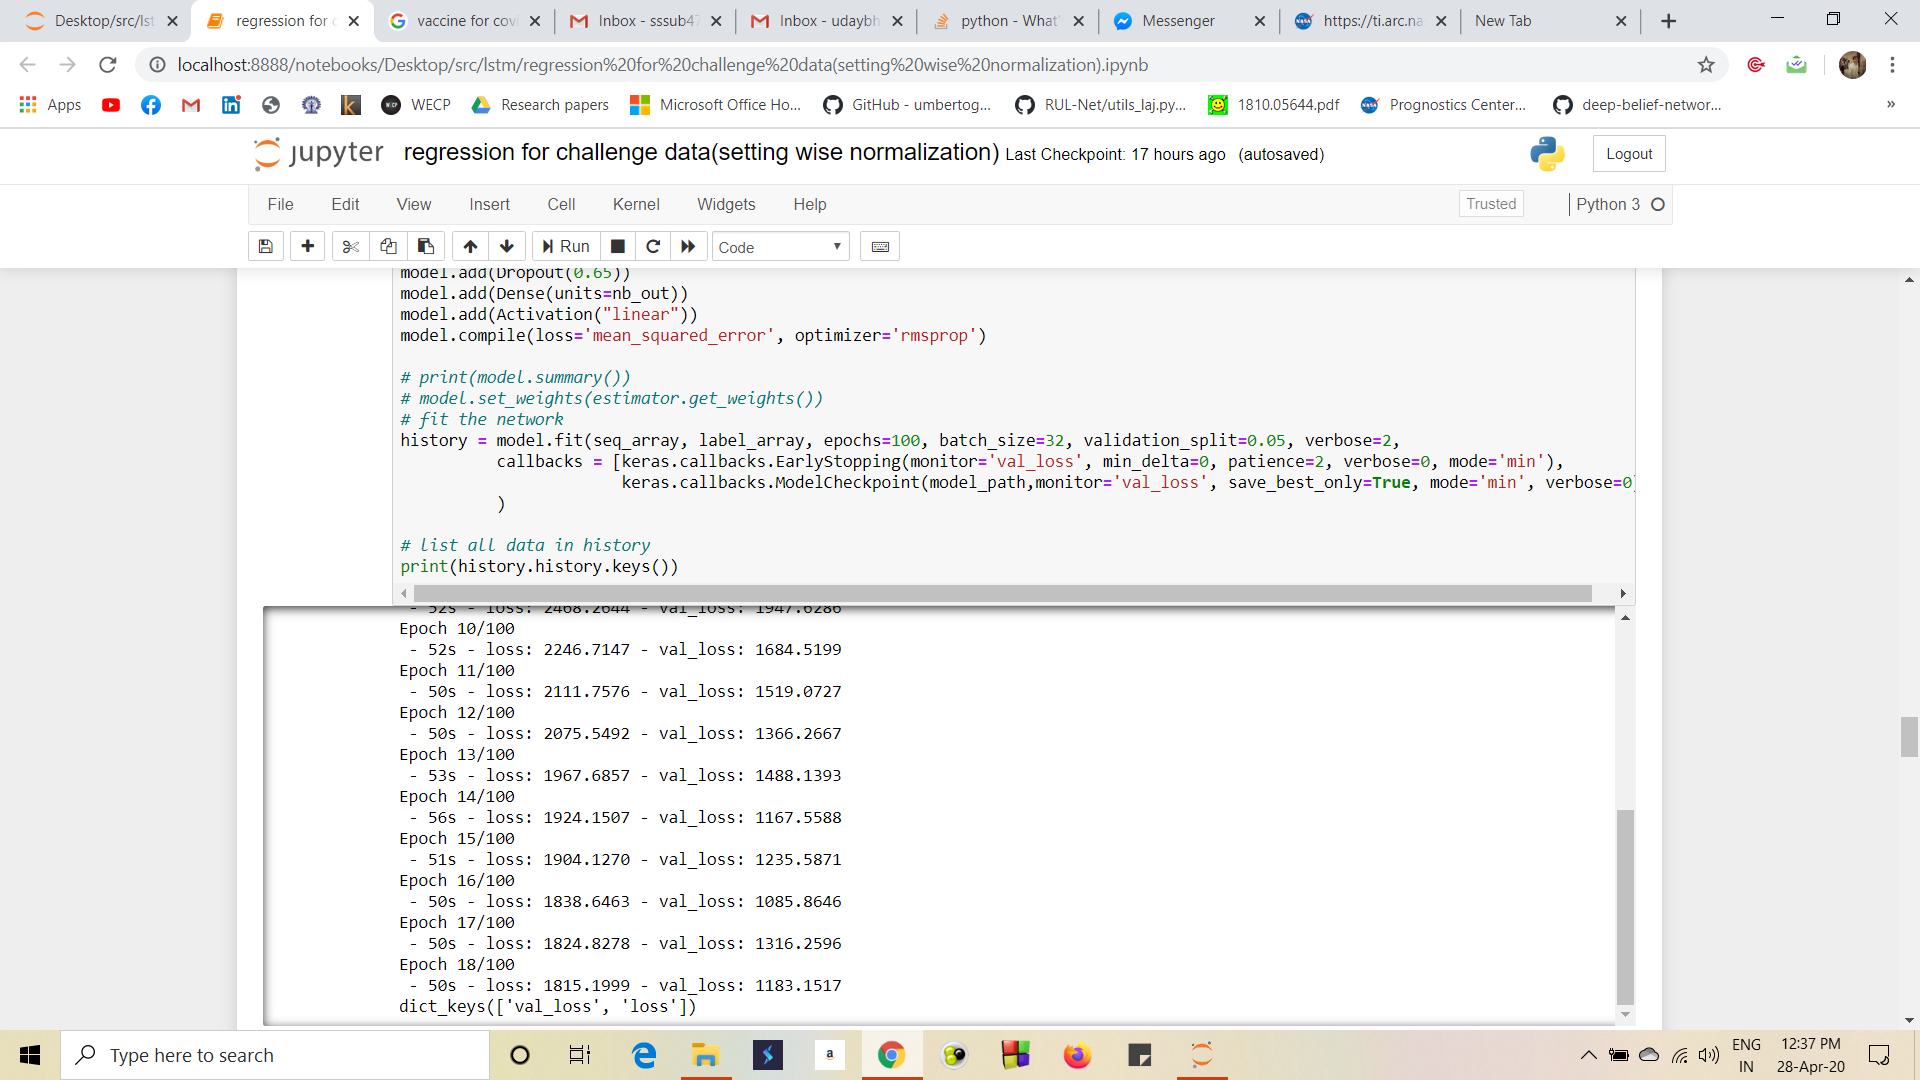 Desktop/src/lst
regression for c
vaccine for covi
Inbox - sssub47
Inbox - udaybh
python - What'
Messenger
https://ti.arc.na
New Tab
localhost:8888/notebooks/Desktop/src/lstm/regression%20for%20challenge%20data(setting%20wise%20normalization).ipynb
Apps
WECP
Research papers
Microsoft Office Ho...
GitHub - umbertog...
RUL-Net/utils_laj.py...
1810.05644.pdf
Prognostics Center...
deep-belief-networ...
»
jupyter regression for challenge data(setting wise normalization) Last Checkpoint: 17 hours ago (autosaved)
Logout
File Edit View Insert Cell Kernel Widgets Help
Trusted
Python 3
Run
Code
model.add(Dropout(0.65))
model.add(Dense(units=nb_out))
model.add(Activation("linear"))
model.compile(loss='mean_squared_error', optimizer='rmsprop')
# print(model.summary())
# model.set_weights(estimator.get_weights())
# fit the network
history = model.fit(seq_array, label_array, epochs=100, batch_size=32, validation_split=0.05, verbose=2,
callbacks = [keras.callbacks.EarlyStopping(monitor='val_loss', min_delta=0, patience=2, verbose=0, mode='min'),
keras.callbacks.ModelCheckpoint(model_path,monitor='val_loss', save_best_only=True, mode='min', verbose=0)
)
# list all data in history
print(history.history.keys())
- 52s - loss: 2468.2644 - val_loss: 1947.6286
Epoch 10/100
- 52s - loss: 2246.7147 - val_loss: 1684.5199
Epoch 11/100
- 50s - loss: 2111.7576 - val_loss: 1519.0727
Epoch 12/100
- 50s - loss: 2075.5492 - val_loss: 1366.2667
Epoch 13/100
- 53s - loss: 1967.6857 - val_loss: 1488.1393
Epoch 14/100
- 56s - loss: 1924.1507 - val_loss: 1167.5588
Epoch 15/100
- 51s - loss: 1904.1270 - val_loss: 1235.5871
Epoch 16/100
- 50s - loss: 1838.6463 - val_loss: 1085.8646
Epoch 17/100
- 50s - loss: 1824.8278 - val_loss: 1316.2596
Epoch 18/100
- 50s - loss: 1815.1999 - val_loss: 1183.1517
dict_keys(['val_loss', 'loss'])
Type here to search
a
ENG
IN
12:37 PM
28-Apr-20